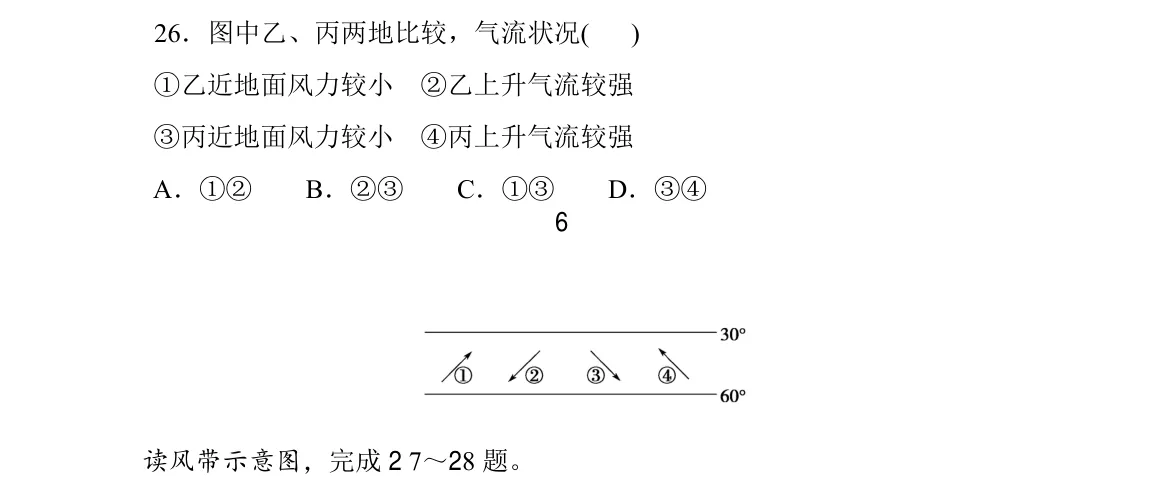 26．图中乙、丙两地比较，气流状况(　　)
①乙近地面风力较小　②乙上升气流较强
③丙近地面风力较小　④丙上升气流较强
A．①②　　B．②③　　C．①③　　D．③④
6
30°
① ② ③ ④
60°
读风带示意图，完成 2 7～28 题。